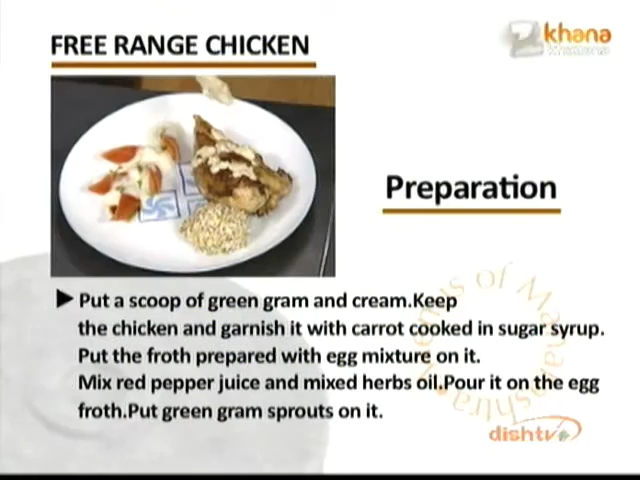 FREE RANGE CHICKEN
khana
khazana
Preparation
Put a scoop of green gram and cream.Keep
the chicken and garnish it with carrot cooked in sugar syrup.
Put the froth prepared with egg mixture on it.
Mix red pepper juice and mixed herbs oil.Pour it on the egg
froth.Put green gram sprouts on it.
dishtv